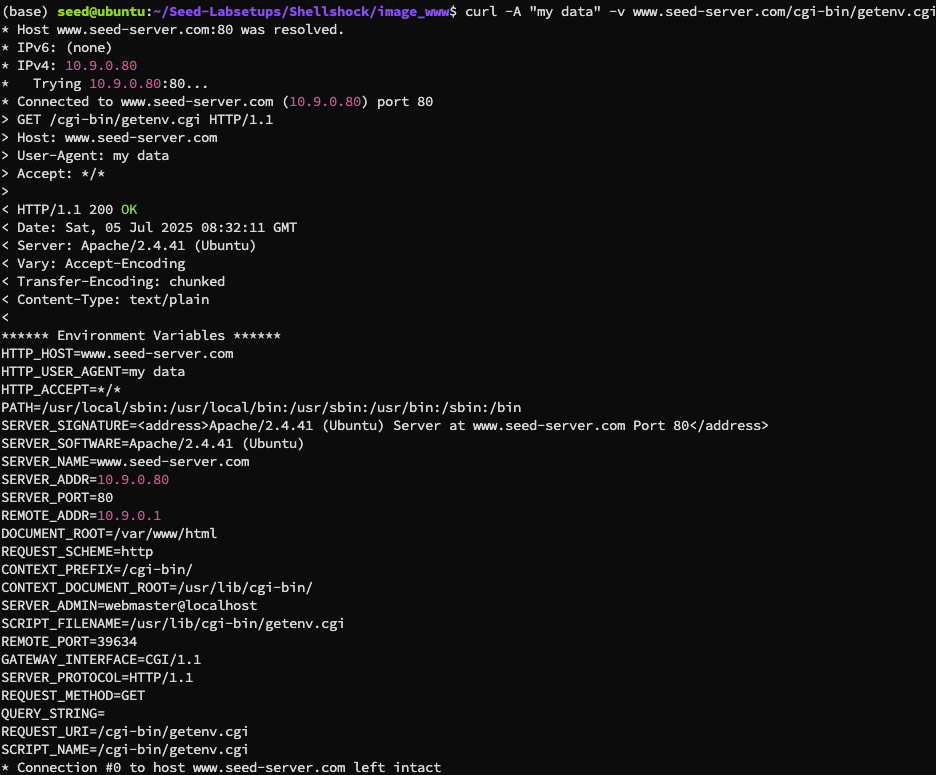 (base) seed@ubuntu:~/Seed-Labsetups/Shellshock/image_www$ curl -A "my data" -v www.seed-server.com/cgi-bin/getenv.cgi
* Host www.seed-server.com:80 was resolved.
* IPv6: (none)
* IPv4: 10.9.0.80
*   Trying 10.9.0.80:80...
* Connected to www.seed-server.com (10.9.0.80) port 80
> GET /cgi-bin/getenv.cgi HTTP/1.1
> Host: www.seed-server.com
> User-Agent: my data
> Accept: */*
>
< HTTP/1.1 200 OK
< Date: Sat, 05 Jul 2025 08:32:11 GMT
< Server: Apache/2.4.41 (Ubuntu)
< Vary: Accept-Encoding
< Transfer-Encoding: chunked
< Content-Type: text/plain
<
****** Environment Variables ******
HTTP_HOST=www.seed-server.com
HTTP_USER_AGENT=my data
HTTP_ACCEPT=*/*
PATH=/usr/local/sbin:/usr/local/bin:/usr/sbin:/usr/bin:/sbin:/bin
SERVER_SIGNATURE=<address>Apache/2.4.41 (Ubuntu) Server at www.seed-server.com Port 80</address>
SERVER_SOFTWARE=Apache/2.4.41 (Ubuntu)
SERVER_NAME=www.seed-server.com
SERVER_ADDR=10.9.0.80
SERVER_PORT=80
REMOTE_ADDR=10.9.0.1
DOCUMENT_ROOT=/var/www/html
REQUEST_SCHEME=http
CONTEXT_PREFIX=/cgi-bin/
CONTEXT_DOCUMENT_ROOT=/usr/lib/cgi-bin/
SERVER_ADMIN=webmaster@localhost
SCRIPT_FILENAME=/usr/lib/cgi-bin/getenv.cgi
REMOTE_PORT=39634
GATEWAY_INTERFACE=CGI/1.1
SERVER_PROTOCOL=HTTP/1.1
REQUEST_METHOD=GET
QUERY_STRING=
REQUEST_URI=/cgi-bin/getenv.cgi
SCRIPT_NAME=/cgi-bin/getenv.cgi
* Connection #0 to host www.seed-server.com left intact